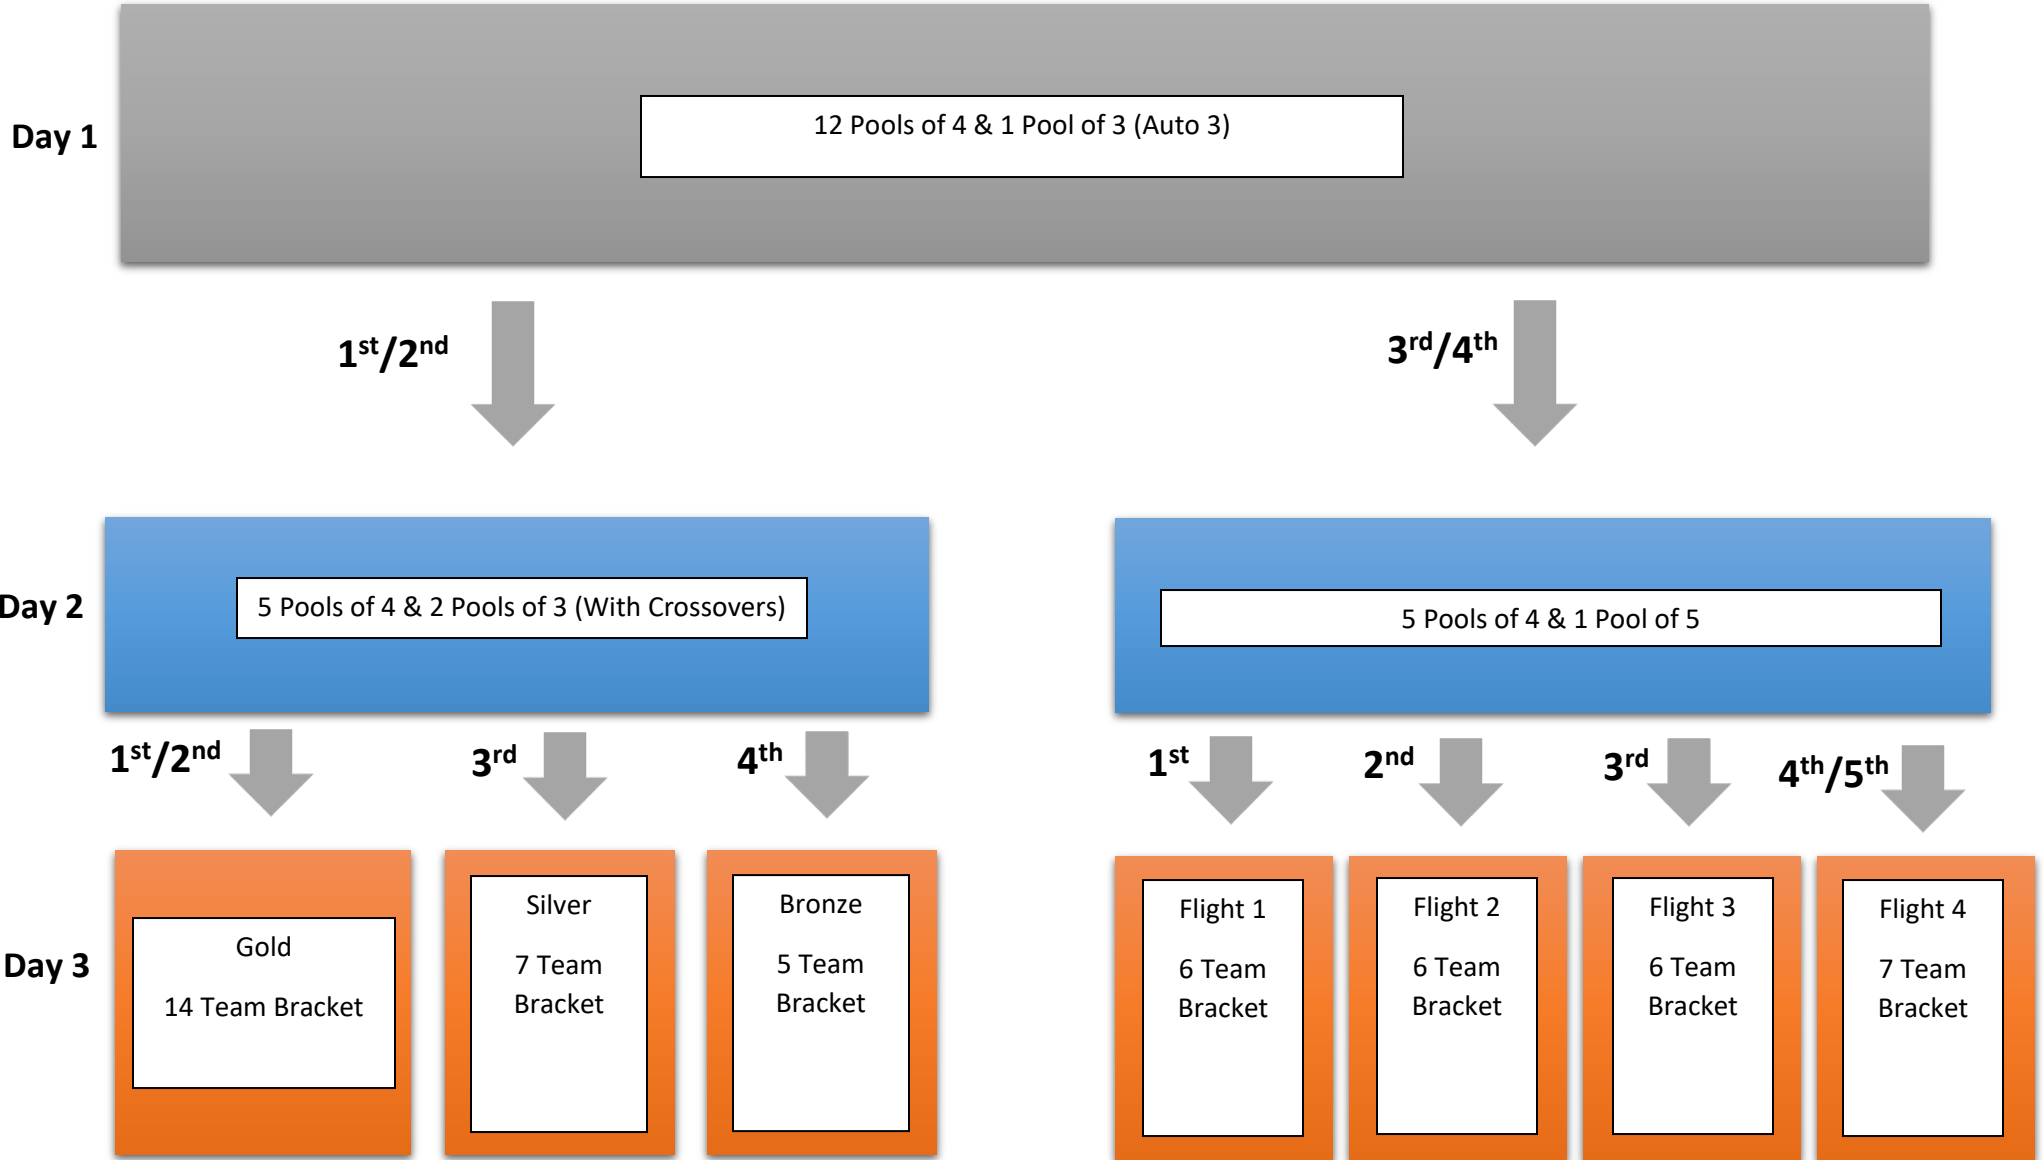 Day 1
12 Pools of 4 & 1 Pool of 3 (Auto 3)
1st/2nd
3rd/4th
Day 2
5 Pools of 4 & 2 Pools of 3 (With Crossovers)
5 Pools of 4 & 1 Pool of 5
1st/2nd
3rd
4th
1st
2nd
3rd
4th/5th
Day 3
Gold
14 Team Bracket
Silver
7 Team
Bracket
Bronze
5 Team
Bracket
Flight 1
6 Team
Bracket
Flight 2
6 Team
Bracket
Flight 3
6 Team
Bracket
Flight 4
7 Team
Bracket